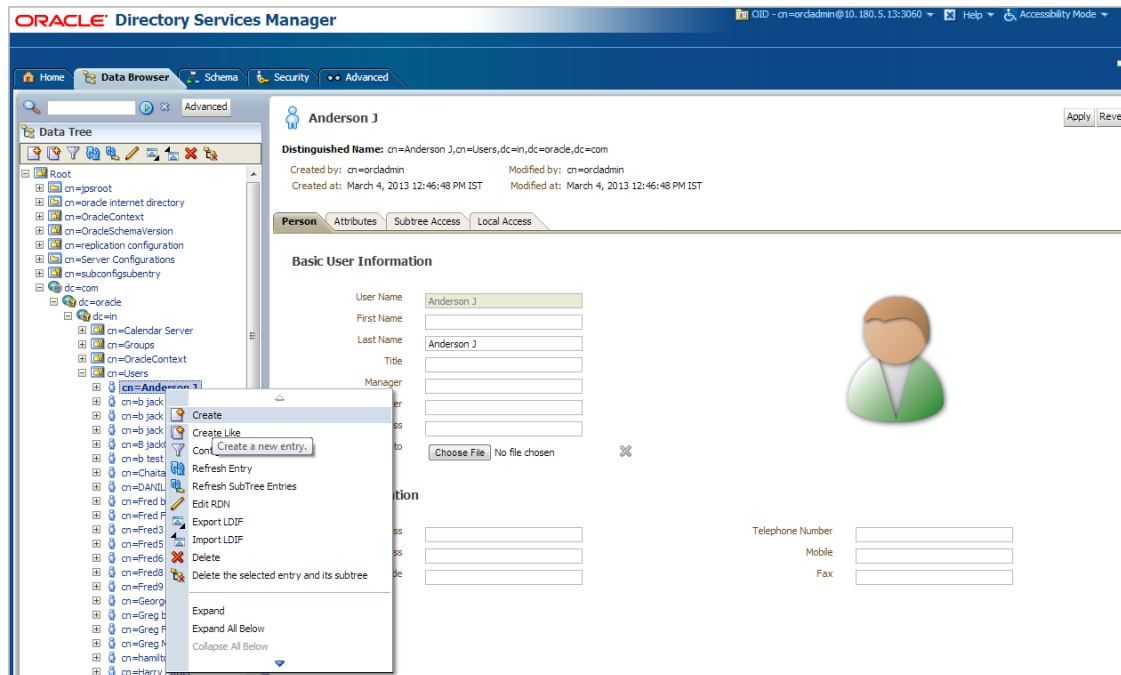 ORACLE Directory Services Manager
OID - cn=orcladmin@10.180.5.13:3060 Help Accessibility Mode
Home Data Browser Schema Security Advanced
Advanced
Data Tree
Root
cn=jpsroot
cn=oracle internet directory
cn=OracleContext
cn=OracleSchemaVersion
cn=replication configuration
cn=Server Configurations
cn=subconfigsubentry
dc=com
dc=oracle
dc=in
cn=Calendar Server
cn=Groups
cn=OracleContext
cn=Users
cn=Anderson J
cn=b jack
cn=b jack
cn=b jack
cn=B jack
cn=b test
cn=Chaita
cn=DANIL
cn=Fred b
cn=Fred F
cn=Fred3
cn=Fred5
cn=Fred6
cn=Fred8
cn=Fred9
cn=Georg
cn=Greg b
cn=Greg F
cn=Greg M
cn=hamilt
cn=Harry
Create
Create Like
Create a new entry.
Refresh Entry
Refresh SubTree Entries
Edit RDN
Export LDIF
Import LDIF
Delete
Delete the selected entry and its subtree
Expand
Expand All Below
Collapse All Below
Anderson J
Apply Reve
Distinguished Name: cn=Anderson J,cn=Users,dc=in,dc=oracle,dc=com
Created by: cn=orcladmin Modified by: cn=orcladmin
Created at: March 4, 2013 12:46:48 PM IST Modified at: March 4, 2013 12:46:48 PM IST
Person Attributes Subtree Access Local Access
Basic User Information
User Name Anderson J
First Name
Last Name Anderson J
Title
Manager
er
ss
to Choose File No file chosen
tion
ss Telephone Number
ss Mobile
de Fax